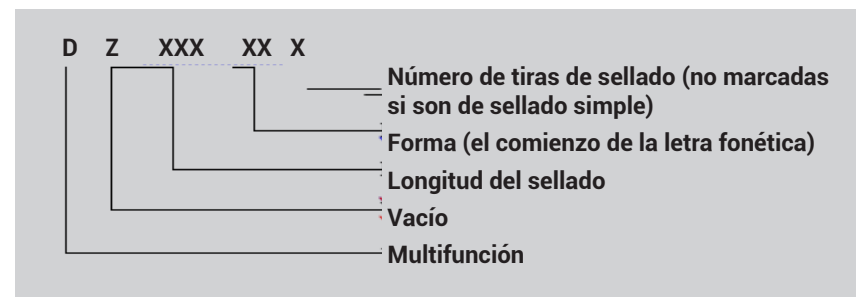 D Z XXX XX X
Número de tiras de sellado (no marcadas
si son de sellado simple)
Forma (el comienzo de la letra fonética)
Longitud del sellado
Vacío
Multifunción